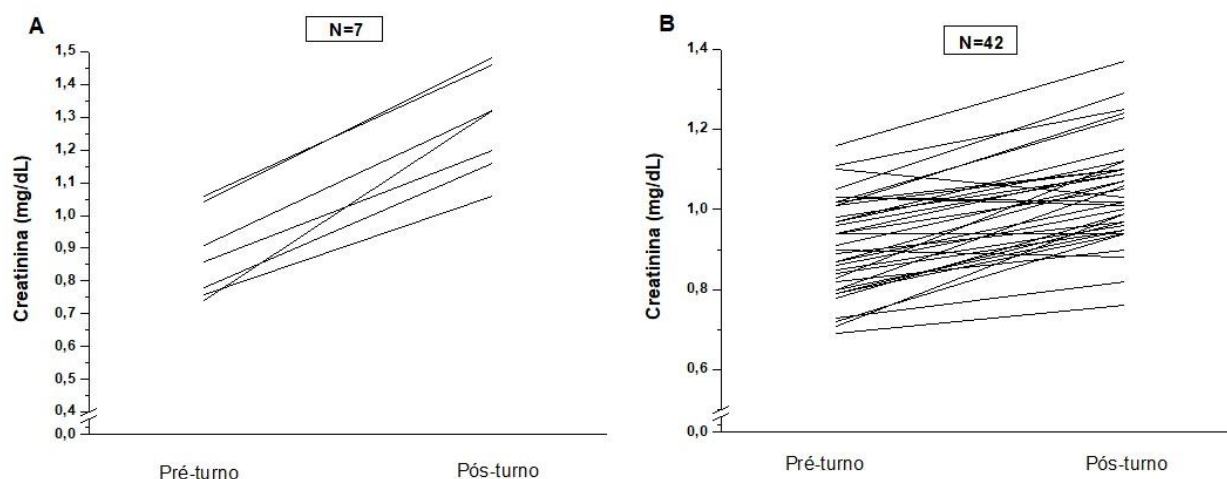 A
N=7
Creatinina (mg/dL)
1,5
1,4
1,3
1,2
1,1
1,0
0,9
0,8
0,7
0,6
0,5
0,4
0,0
Pré-turno
Pós-turno
B
N=42
Creatinina (mg/dL)
1,4
1,2
1,0
0,8
0,6
0,0
Pré-turno
Pós-turno